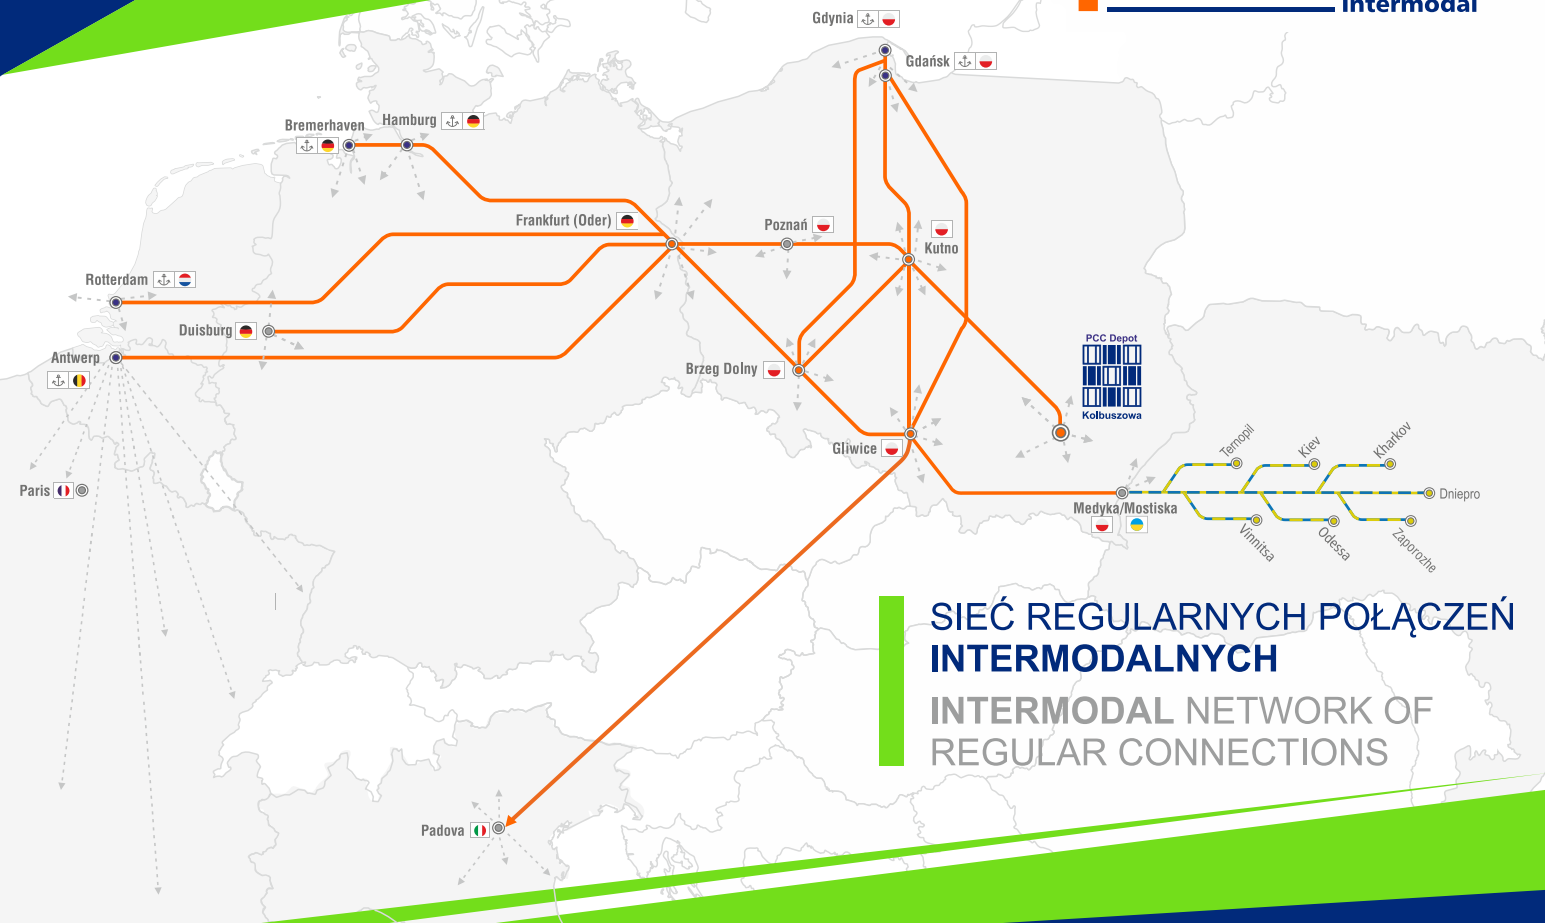 Intermodal
Gdynia
Gdańsk
Bremerhaven
Hamburg
Frankfurt (Oder)
Poznań
Kutno
Rotterdam
Duisburg
Antwerp
Brzeg Dolny
PCC Depot
Kolbuszowa
Gliwice
Paris
Medyka/Mostiska
Ternopil
Kiev
Kharkov
Dniepro
Vinnitsa
Odessa
Zaporozhe
SIEĆ REGULARNYCH POŁĄCZEŃ
INTERMODALNYCH
INTERMODAL NETWORK OF
REGULAR CONNECTIONS
Padova